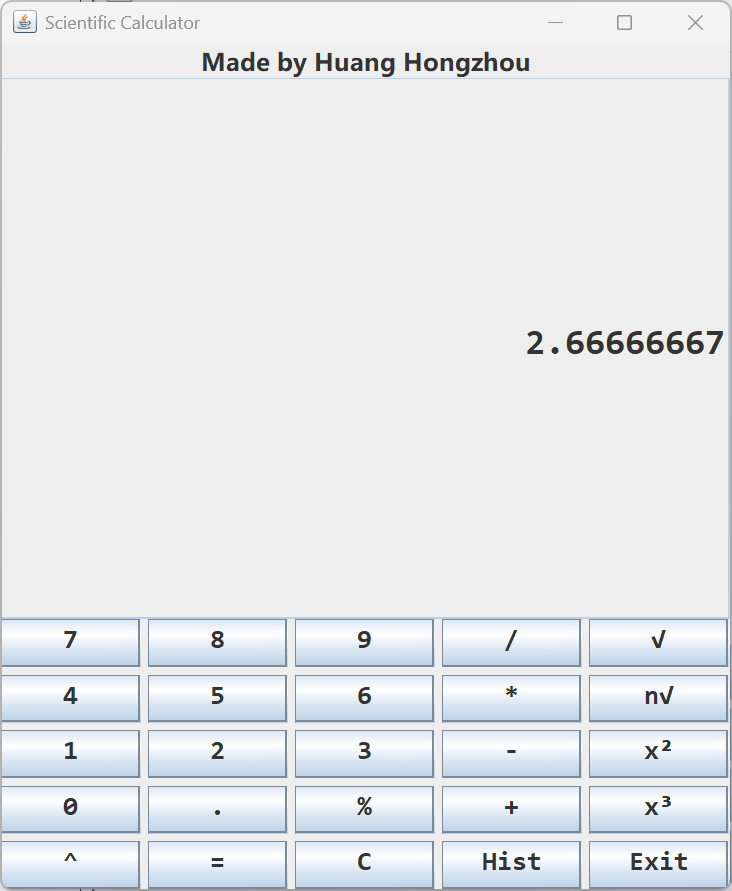 Scientific Calculator
Made by Huang Hongzhou
2.66666667
7 8 9 / √
4 5 6 * n√
1 2 3 - x²
0 . % + x³
^ = C Hist Exit